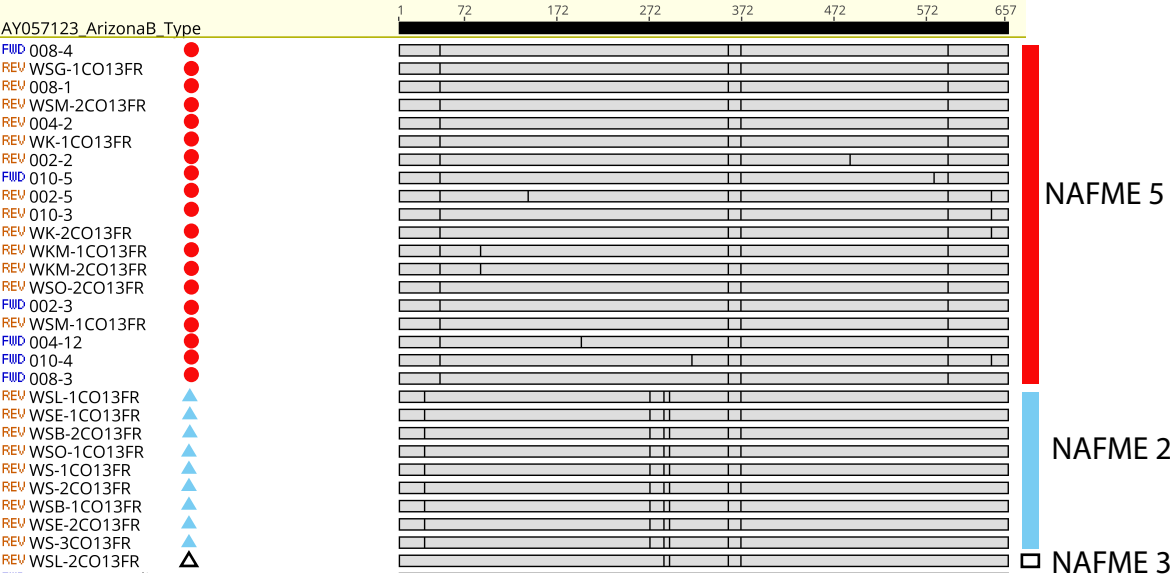 1 72 172 272 372 472 572 657
AY057123_ArizonaB_Type
FWD 008-4
REV WSG-1CO13FR
REV 008-1
REV WSM-2CO13FR
REV 004-2
REV WK-1CO13FR
REV 002-2
FWD 010-5
REV 002-5
NAFME 5
REV 010-3
REV WK-2CO13FR
REV WKM-1CO13FR
REV WKM-2CO13FR
REV WSO-2CO13FR
FWD 002-3
REV WSM-1CO13FR
FWD 004-12
FWD 010-4
FWD 008-3
REV WSL-1CO13FR
REV WSE-1CO13FR
REV WSB-2CO13FR
REV WSO-1CO13FR
NAFME 2
REV WS-1CO13FR
REV WS-2CO13FR
REV WSB-1CO13FR
REV WSE-2CO13FR
REV WS-3CO13FR
REV WSL-2CO13FR
NAFME 3